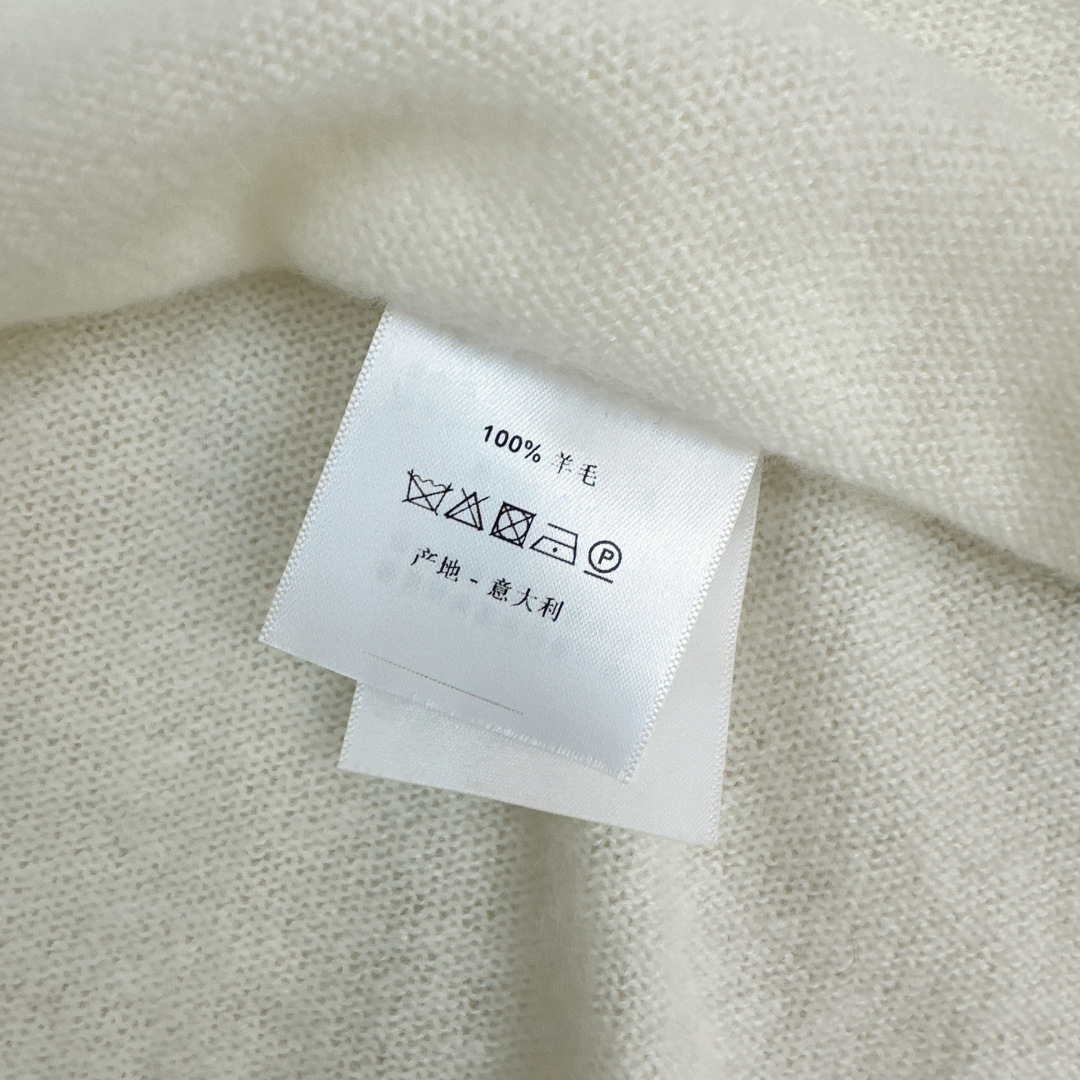 100% 羊毛
P
产地 - 意大利